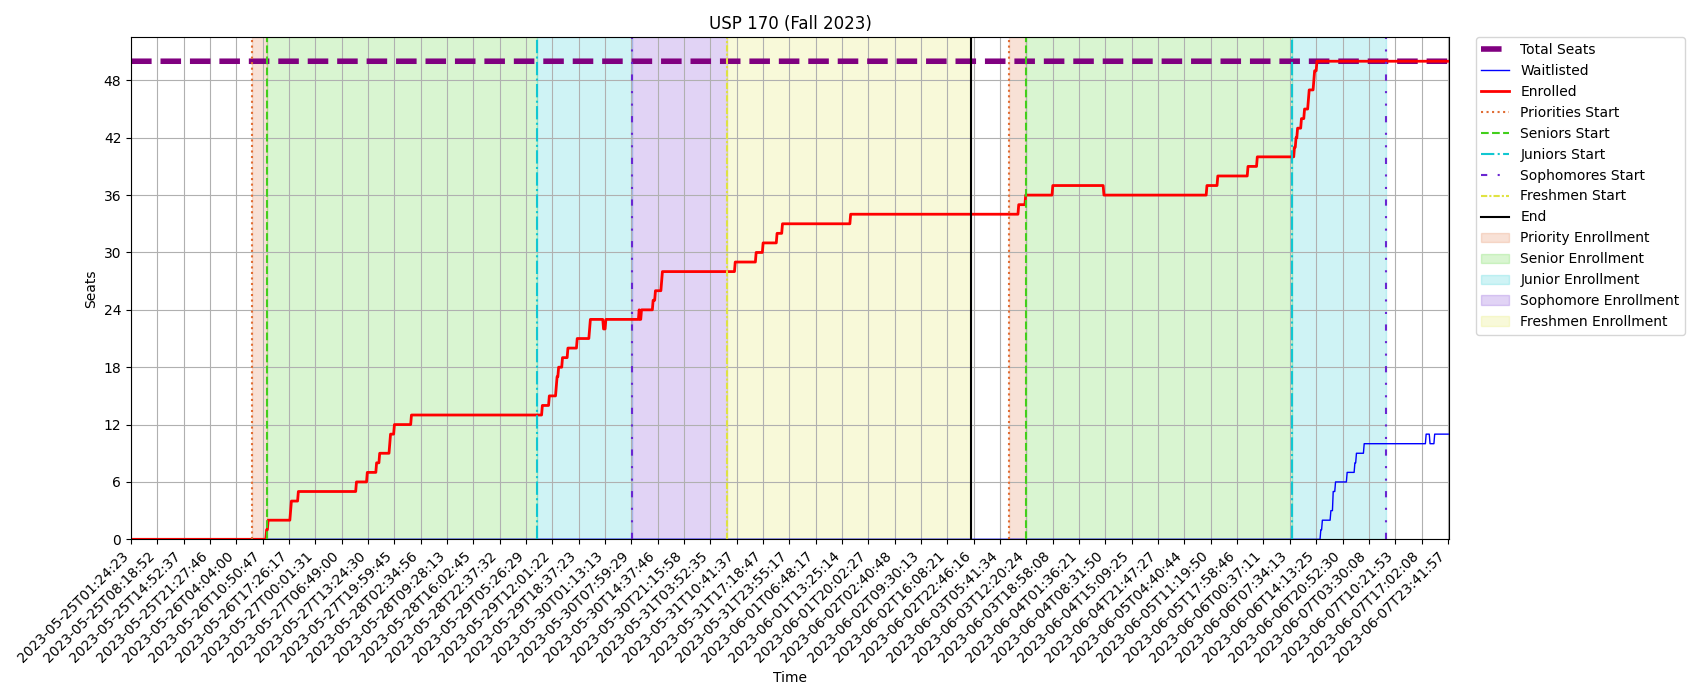 USP 170 (Fall 2023)
Total Seats
Waitlisted
Enrolled
Priorities Start
Seniors Start
Juniors Start
Sophomores Start
Freshmen Start
End
Priority Enrollment
Senior Enrollment
Junior Enrollment
Sophomore Enrollment
Freshmen Enrollment
Seats
48
42
36
30
24
18
12
6
0
2023-05-25T01:24:23
2023-05-25T08:18:52
2023-05-25T14:52:37
2023-05-25T21:27:46
2023-05-26T04:04:00
2023-05-26T10:50:47
2023-05-26T17:26:17
2023-05-27T00:01:31
2023-05-27T06:49:00
2023-05-27T13:24:30
2023-05-27T19:59:45
2023-05-28T02:34:56
2023-05-28T09:28:13
2023-05-28T16:02:45
2023-05-28T22:37:32
2023-05-29T05:26:29
2023-05-29T12:01:22
2023-05-29T18:37:23
2023-05-30T01:13:13
2023-05-30T07:59:29
2023-05-30T14:37:46
2023-05-30T21:15:58
2023-05-31T03:52:35
2023-05-31T10:41:37
2023-05-31T17:18:47
2023-05-31T23:55:17
2023-06-01T06:48:17
2023-06-01T13:25:14
2023-06-01T20:02:27
2023-06-02T02:40:48
2023-06-02T09:30:13
2023-06-02T16:08:21
2023-06-02T22:46:16
2023-06-03T05:41:34
2023-06-03T12:20:24
2023-06-03T18:58:08
2023-06-04T01:36:21
2023-06-04T08:31:50
2023-06-04T15:09:25
2023-06-04T21:47:27
2023-06-05T04:40:44
2023-06-05T11:19:50
2023-06-05T17:58:46
2023-06-06T00:37:11
2023-06-06T07:34:13
2023-06-06T14:13:25
2023-06-06T20:52:30
2023-06-07T03:30:08
2023-06-07T10:21:53
2023-06-07T17:02:08
2023-06-07T23:41:57
Time